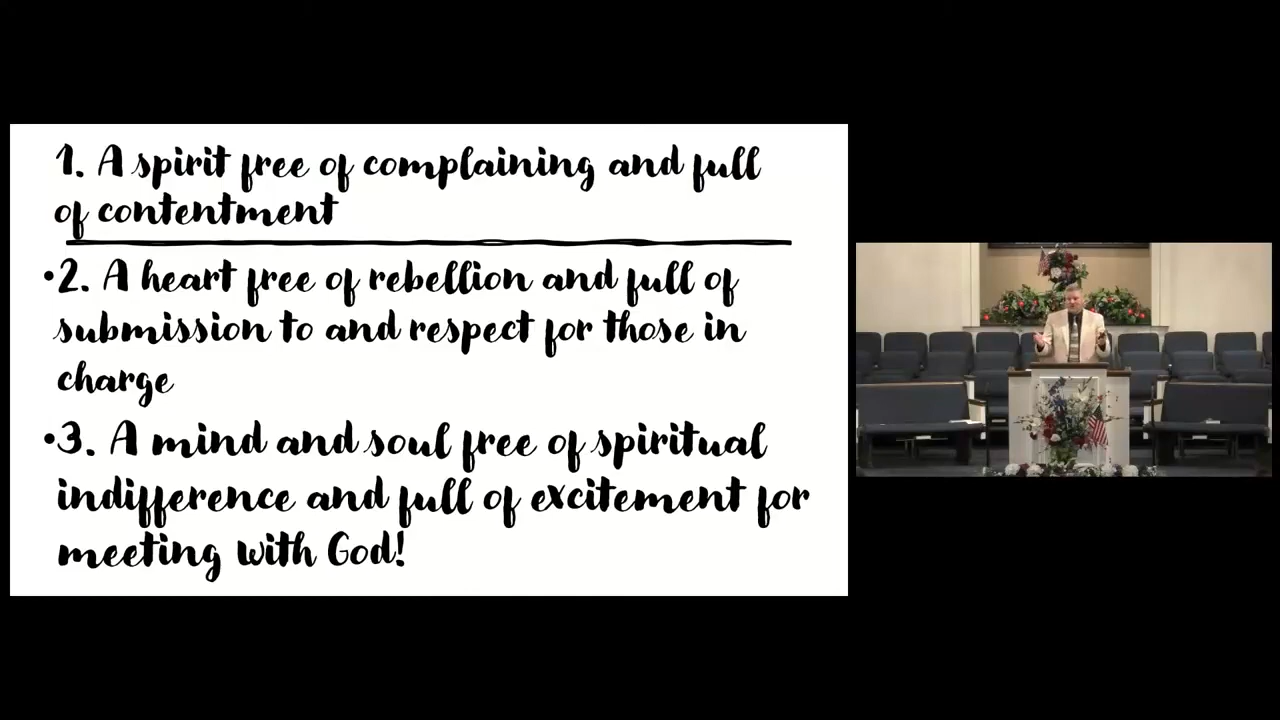 1. A spirit free of complaining and full
of contentment
•2. A heart free of rebellion and full of
submission to and respect for those in
charge
•3. A mind and soul free of spiritual
indifference and full of excitement for
meeting with God!